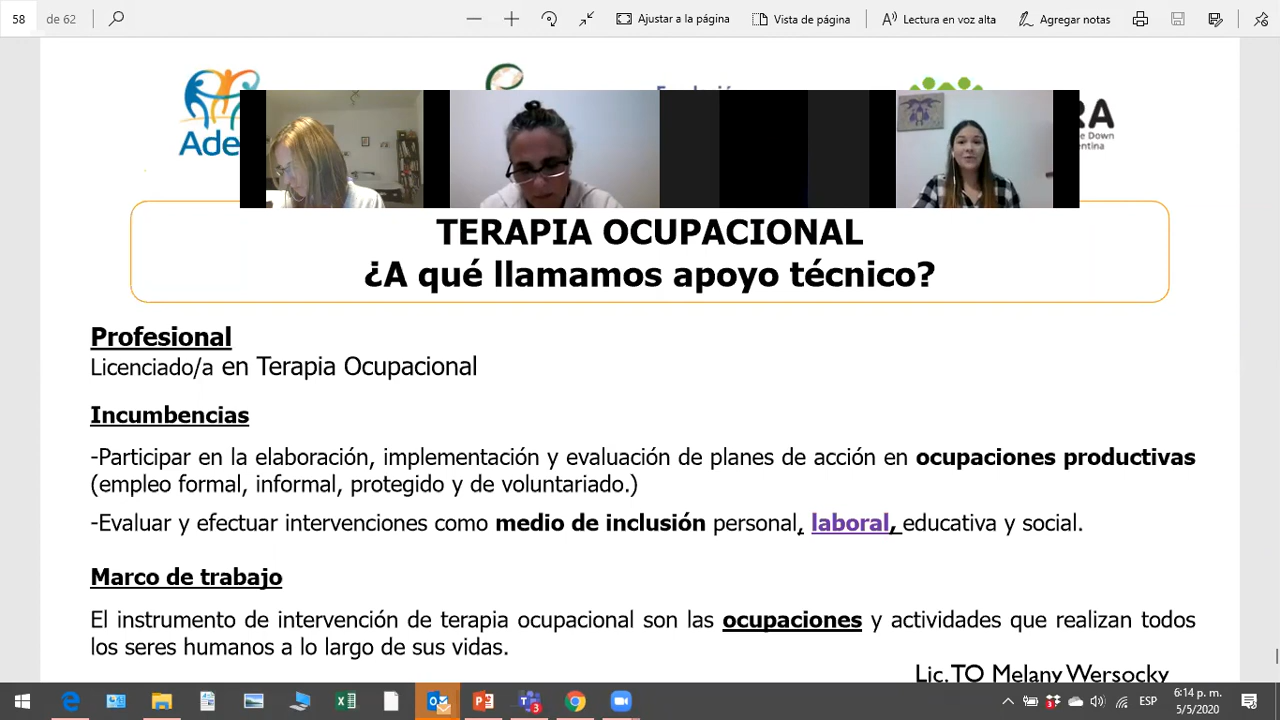 58 de 62 Ajustar a la página Vista de página Lectura en voz alta Agregar notas
TERAPIA OCUPACIONAL
¿A qué llamamos apoyo técnico?
Profesional
Licenciado/a en Terapia Ocupacional
Incumbencias
-Participar en la elaboración, implementación y evaluación de planes de acción en ocupaciones productivas
(empleo formal, informal, protegido y de voluntariado.)
-Evaluar y efectuar intervenciones como medio de inclusión personal, laboral, educativa y social.
Marco de trabajo
El instrumento de intervención de terapia ocupacional son las ocupaciones y actividades que realizan todos
los seres humanos a lo largo de sus vidas.
Lic.TO Melany Wersocky
3 ESP 6:14 p. m.
5/5/2020